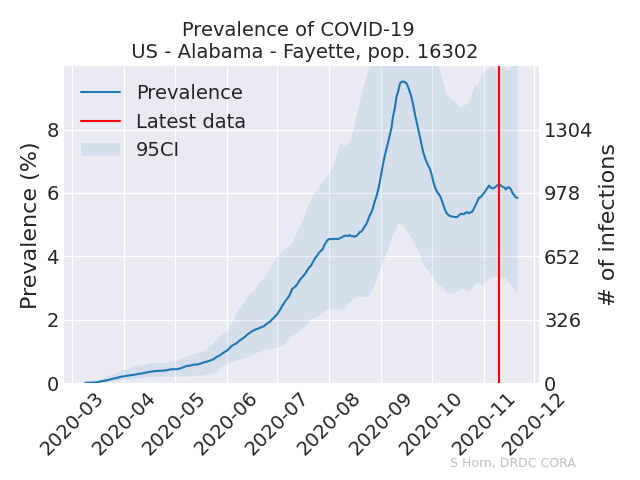 Prevalence of COVID-19
US - Alabama - Fayette, pop. 16302
Prevalence
Latest data
95CI
Prevalence (%)
8
6
4
2
0
1304
978
652
326
0
# of infections
2020-03
2020-04
2020-05
2020-06
2020-07
2020-08
2020-09
2020-10
2020-11
2020-12
S Horn, DRDC CORA